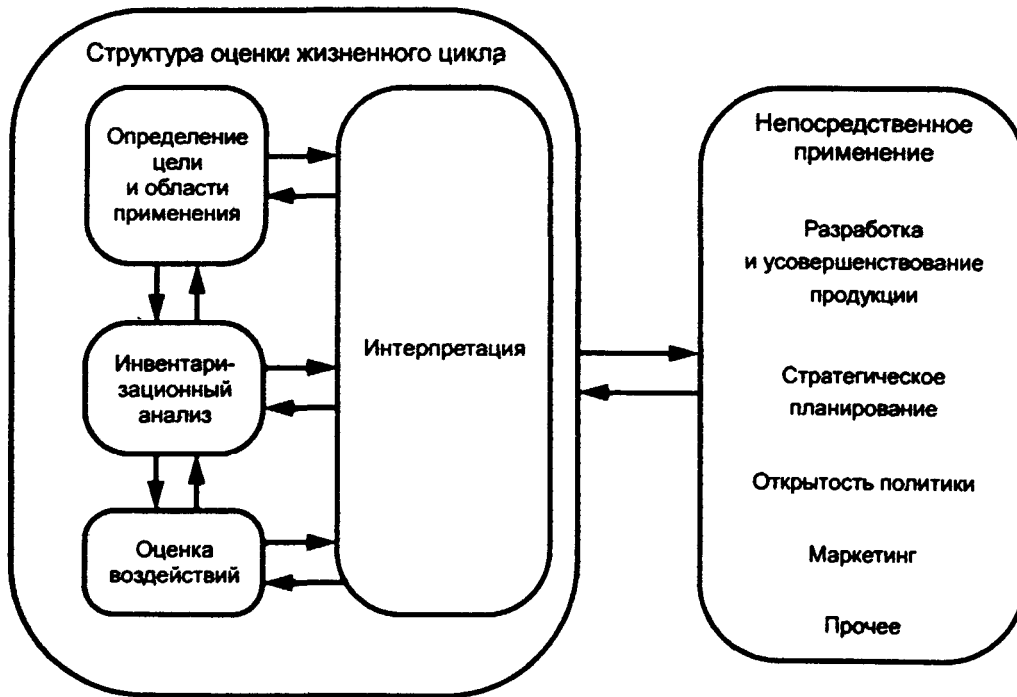 Структура оценки жизненного цикла
Определение
цели
и области
применения
Инвентари-
зационный
анализ
Оценка
воздействий
Интерпретация
Непосредственное
применение
Разработка
и усовершенствование
продукции
Стратегическое
планирование
Открытость политики
Маркетинг
Прочее